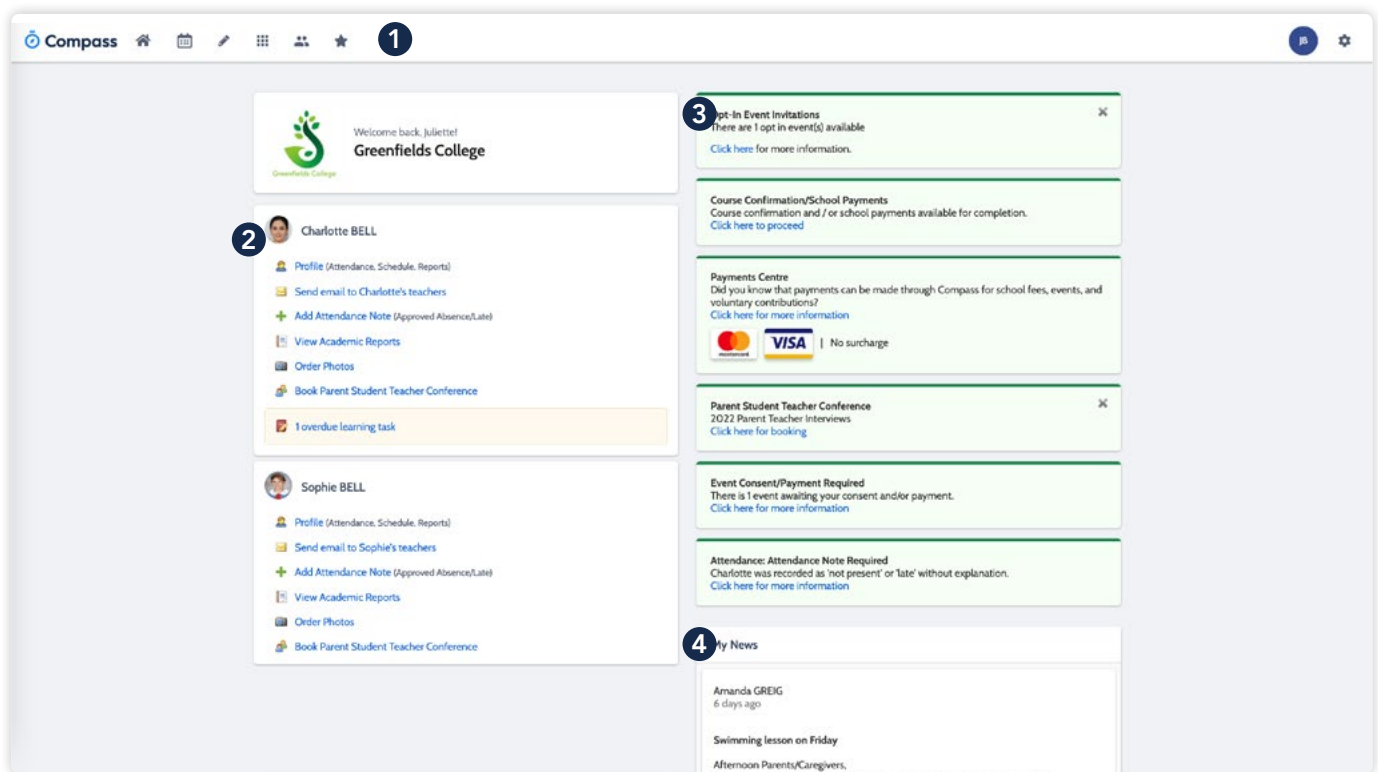 Compass
1
JB
Welcome back, Juliette!
Greenfields College
Greenfields College
2
Charlotte BELL
Profile (Attendance, Schedule, Reports)
Send email to Charlotte's teachers
Add Attendance Note (Approved Absence/Late)
View Academic Reports
Order Photos
Book Parent Student Teacher Conference
1 overdue learning task
Sophie BELL
Profile (Attendance, Schedule, Reports)
Send email to Sophie's teachers
Add Attendance Note (Approved Absence/Late)
View Academic Reports
Order Photos
Book Parent Student Teacher Conference
3
Opt-In Event Invitations
There are 1 opt in event(s) available
Click here for more information.
Course Confirmation/School Payments
Course confirmation and / or school payments available for completion.
Click here to proceed
Payments Centre
Did you know that payments can be made through Compass for school fees, events, and
voluntary contributions?
Click here for more information
mastercard VISA | No surcharge
Parent Student Teacher Conference
2022 Parent Teacher Interviews
Click here for booking
Event Consent/Payment Required
There is 1 event awaiting your consent and/or payment.
Click here for more information
Attendance: Attendance Note Required
Charlotte was recorded as 'not present' or 'late' without explanation.
Click here for more information
4
My News
Amanda GREIG
6 days ago
Swimming lesson on Friday
Afternoon Parents/Caregivers,